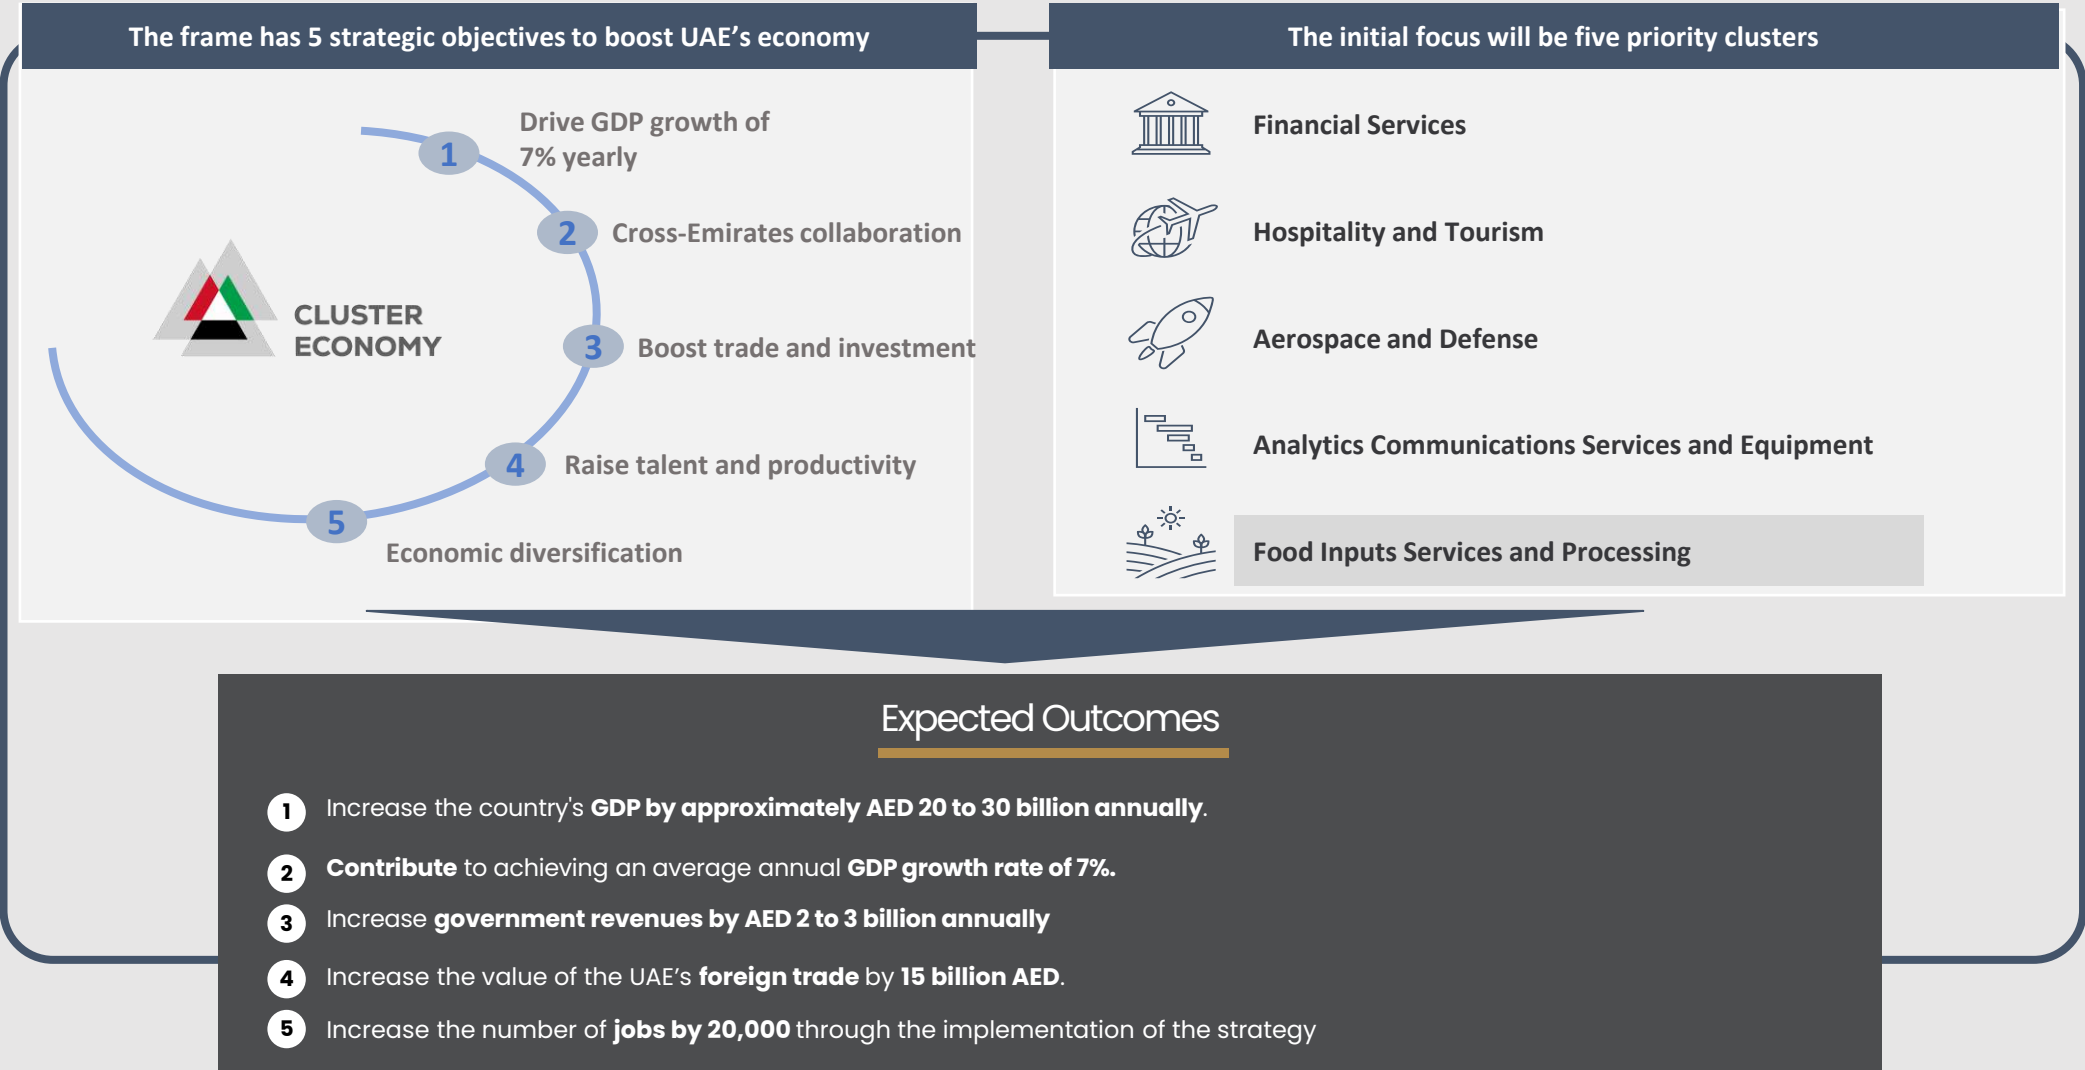 The frame has 5 strategic objectives to boost UAE’s economy
1
Drive GDP growth of
7% yearly
2
Cross-Emirates collaboration
3
Boost trade and investment
4
Raise talent and productivity
5
Economic diversification
CLUSTER
ECONOMY
The initial focus will be five priority clusters
Financial Services
Hospitality and Tourism
Aerospace and Defense
Analytics Communications Services and Equipment
Food Inputs Services and Processing
Expected Outcomes
1 Increase the country's GDP by approximately AED 20 to 30 billion annually.
2 Contribute to achieving an average annual GDP growth rate of 7%.
3 Increase government revenues by AED 2 to 3 billion annually
4 Increase the value of the UAE’s foreign trade by 15 billion AED.
5 Increase the number of jobs by 20,000 through the implementation of the strategy